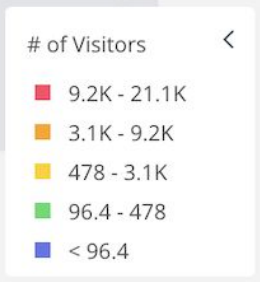 # of Visitors
9.2K - 21.1K
3.1K - 9.2K
478 - 3.1K
96.4 - 478
< 96.4